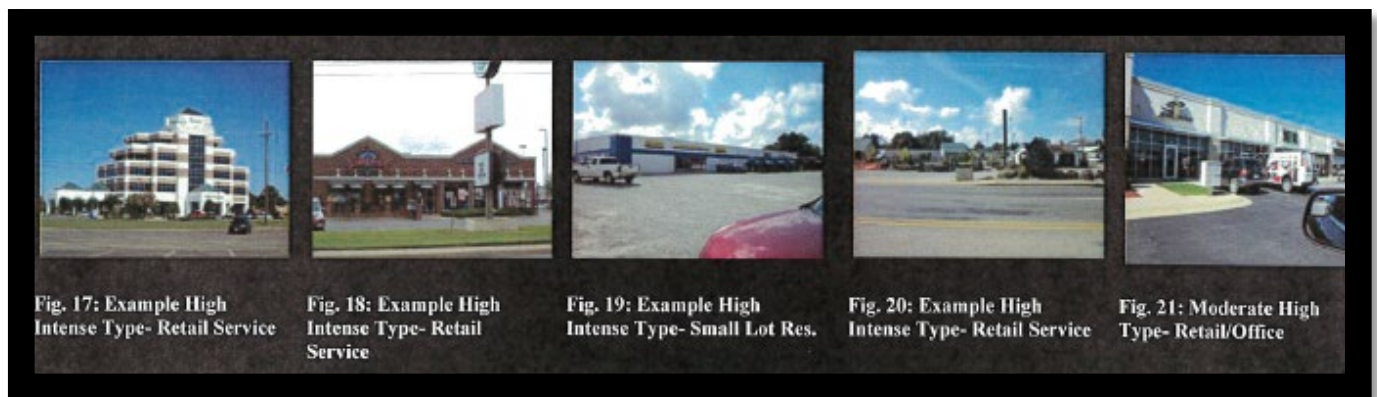 Fig. 17: Example High
Intense Type- Retail Service
Fig. 18: Example High
Intense Type- Retail
Service
Fig. 19: Example High
Intense Type- Small Lot Res.
Fig. 20: Example High
Intense Type- Retail Service
Fig. 21: Moderate High
Type- Retail/Office